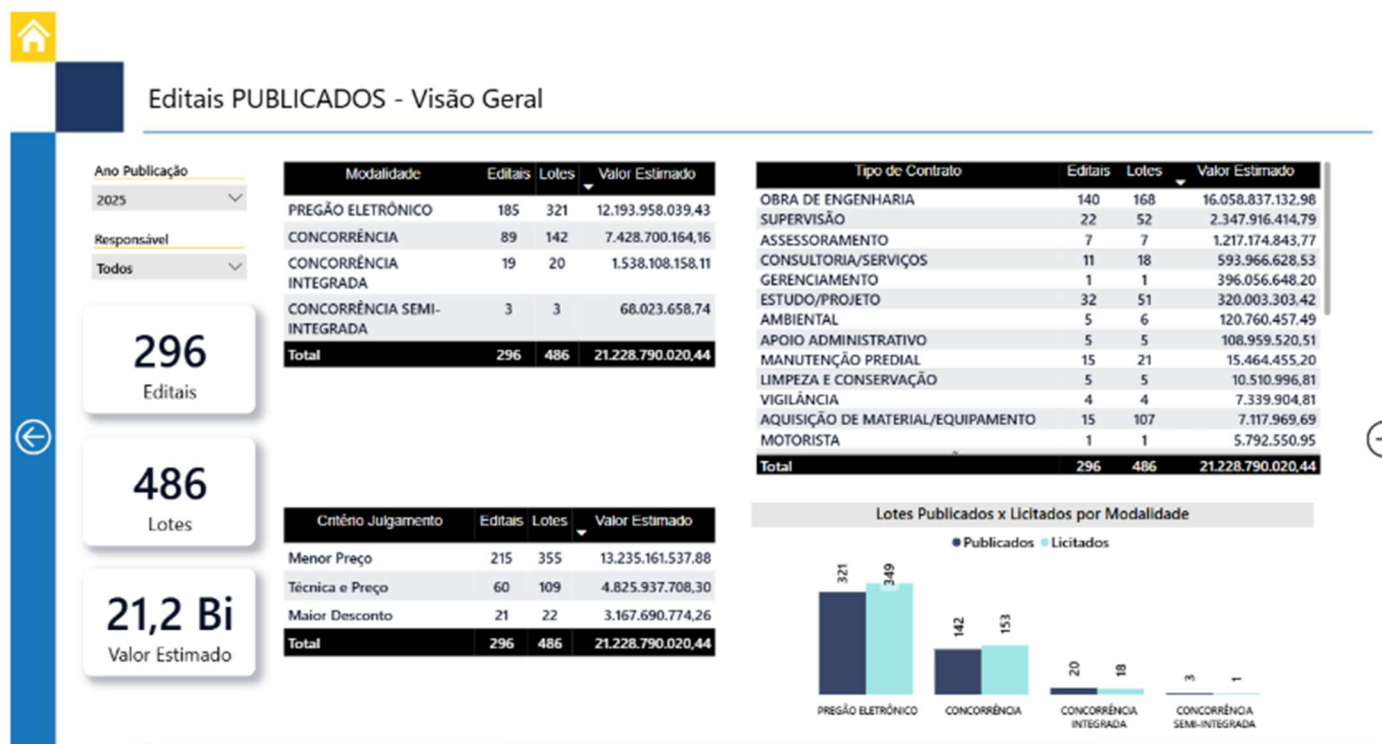 Editais PUBLICADOS - Visão Geral
Ano Publicação
2025
Responsável
Todos
296
Editais
486
Lotes
21,2 Bi
Valor Estimado
Modalidade Editais Lotes Valor Estimado
PREGÃO ELETRÔNICO 185 321 12.193.958.039,43
CONCORRÊNCIA 89 142 7.428.700.164,16
CONCORRÊNCIA 19 20 1.538.108.158,11
INTEGRADA
CONCORRÊNCIA SEMI- 3 3 68.023.658,74
INTEGRADA
Total 296 486 21.228.790.020,44
Critério Julgamento Editais Lotes Valor Estimado
Menor Preço 215 355 13.235.161.537,88
Técnica e Preço 60 109 4.825.937.708,30
Maior Desconto 21 22 3.167.690.774,26
Total 296 486 21.228.790.020,44
Tipo de Contrato Editais Lotes Valor Estimado
OBRA DE ENGENHARIA 140 168 16.058.837.132,98
SUPERVISÃO 22 52 2.347.916.414,79
ASSESSORAMENTO 7 7 1.217.174.843,77
CONSULTORIA/SERVIÇOS 11 18 593.966.628,53
GERENCIAMENTO 1 1 396.056.648,20
ESTUDO/PROJETO 32 51 320.003.303,42
AMBIENTAL 5 6 120.760.457,49
APOIO ADMINISTRATIVO 5 5 108.959.520,51
MANUTENÇÃO PREDIAL 15 21 15.464.455,20
LIMPEZA E CONSERVAÇÃO 5 5 10.510.996,81
VIGILÂNCIA 4 4 7.339.904,81
AQUISIÇÃO DE MATERIAL/EQUIPAMENTO 15 107 7.117.969,69
MOTORISTA 1 1 5.792.550,95
Total 296 486 21.228.790.020,44
Lotes Publicados x Licitados por Modalidade
Publicados Licitados
321 349
142 153
20 18
3 1
PREGÃO ELETRÔNICO CONCORRÊNCIA CONCORRÊNCIA CONCORRÊNCIA
INTEGRADA SEMI-INTEGRADA